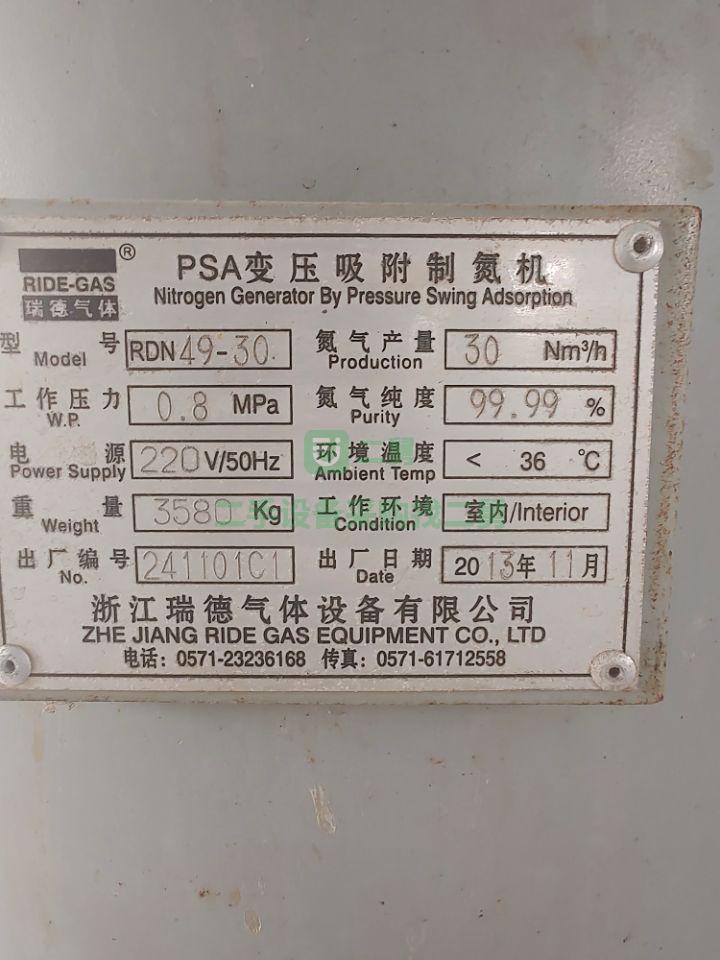 RIDE-GAS®
瑞德气体
PSA变压吸附制氮机
Nitrogen Generator By Pressure Swing Adsorption
型号 Model RDN49-30 氮气产量 Production 30 Nm³/h
工作压力 W.P. 0.8 MPa 氮气纯度 Purity 99.99 %
电源 Power Supply 220V/50Hz 环境温度 Ambient Temp < 36 ℃
重量 Weight 3580 Kg 工作环境 Condition 室内/Interior
出厂编号 No. 241101C1 出厂日期 Date 2013年11月
浙江瑞德气体设备有限公司
ZHE JIANG RIDE GAS EQUIPMENT CO., LTD
电话：0571-23236168 传真：0571-61712558